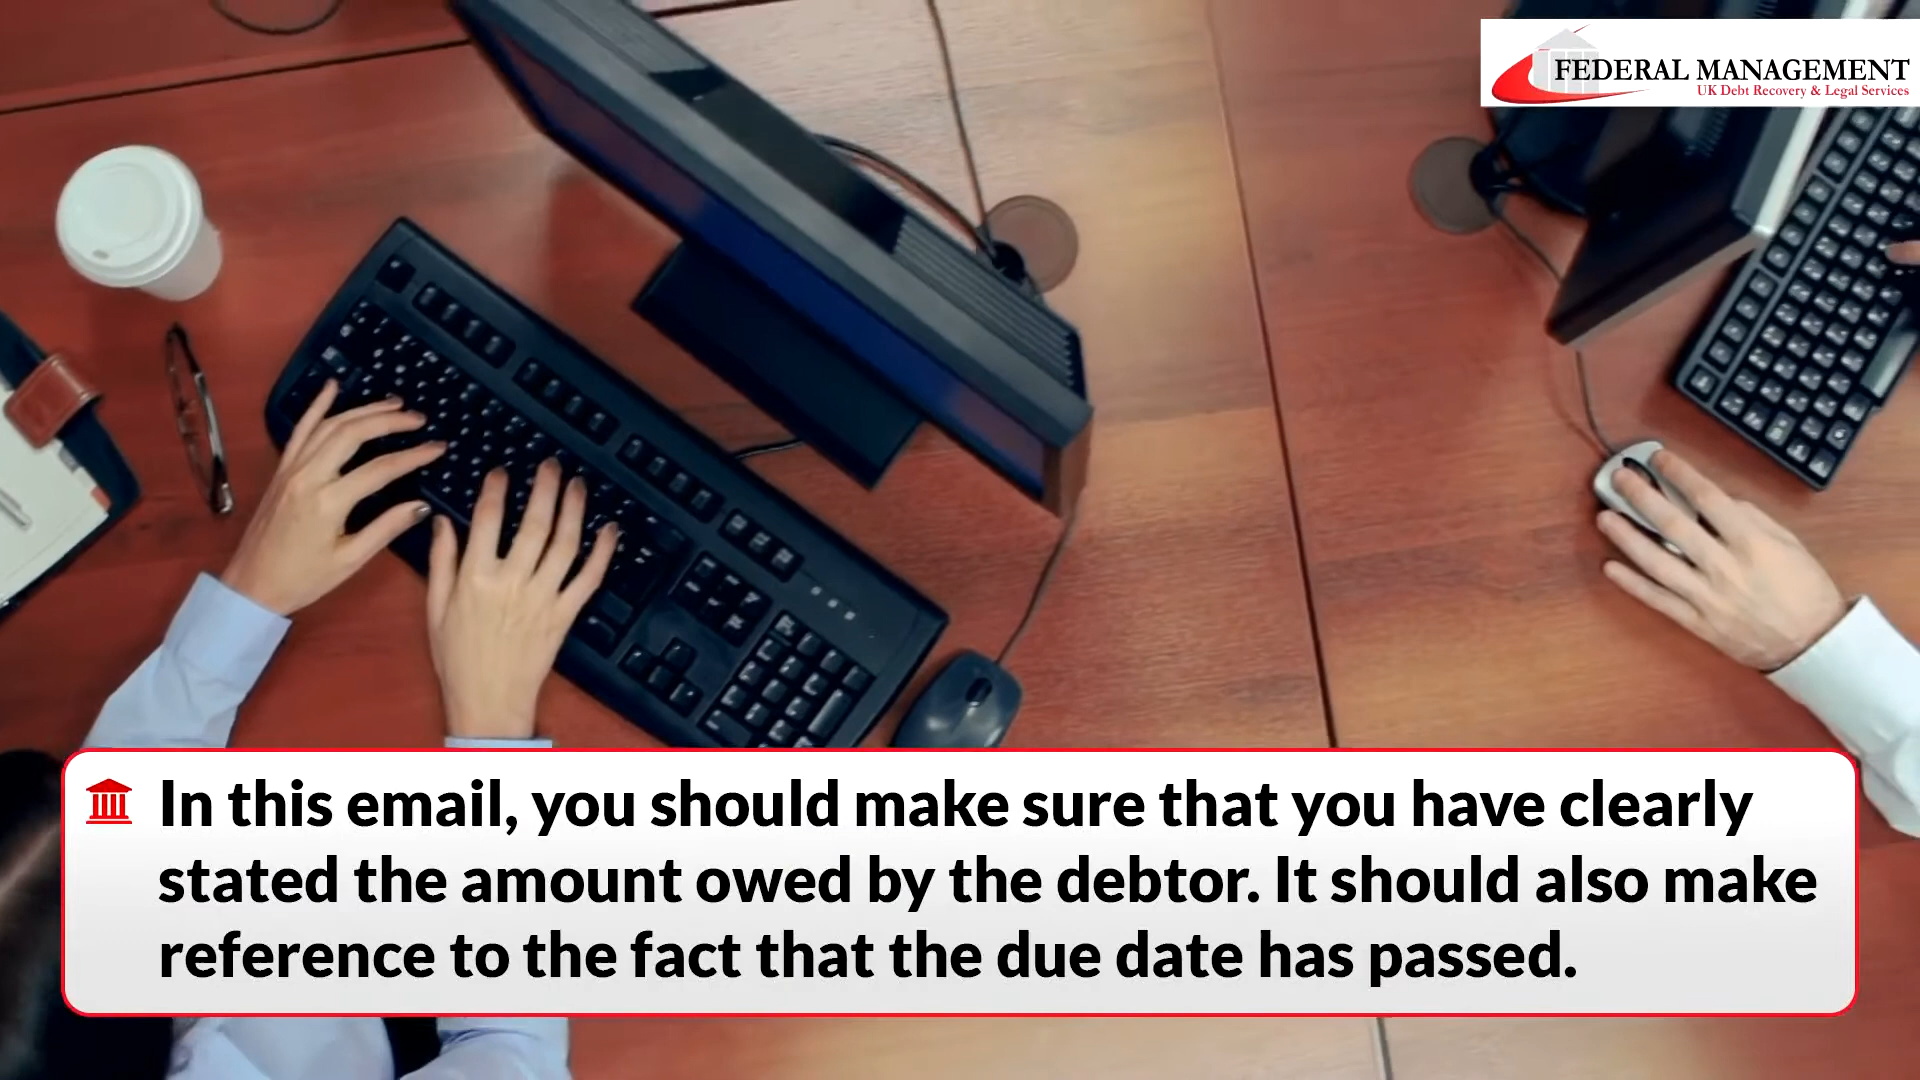 FEDERAL MANAGEMENT
UK Debt Recovery & Legal Services
In this email, you should make sure that you have clearly
stated the amount owed by the debtor. It should also make
reference to the fact that the due date has passed.